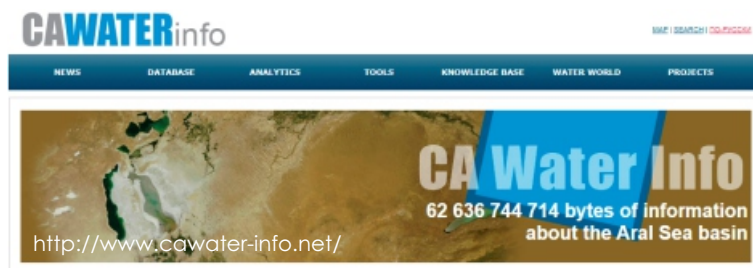 CAWATERinfo
MAP | SEARCH | ПО-РУССКИ
NEWS DATABASE ANALYTICS TOOLS KNOWLEDGE BASE WATER WORLD PROJECTS
CA Water Info
62 636 744 714 bytes of information
about the Aral Sea basin
http://www.cawater-info.net/